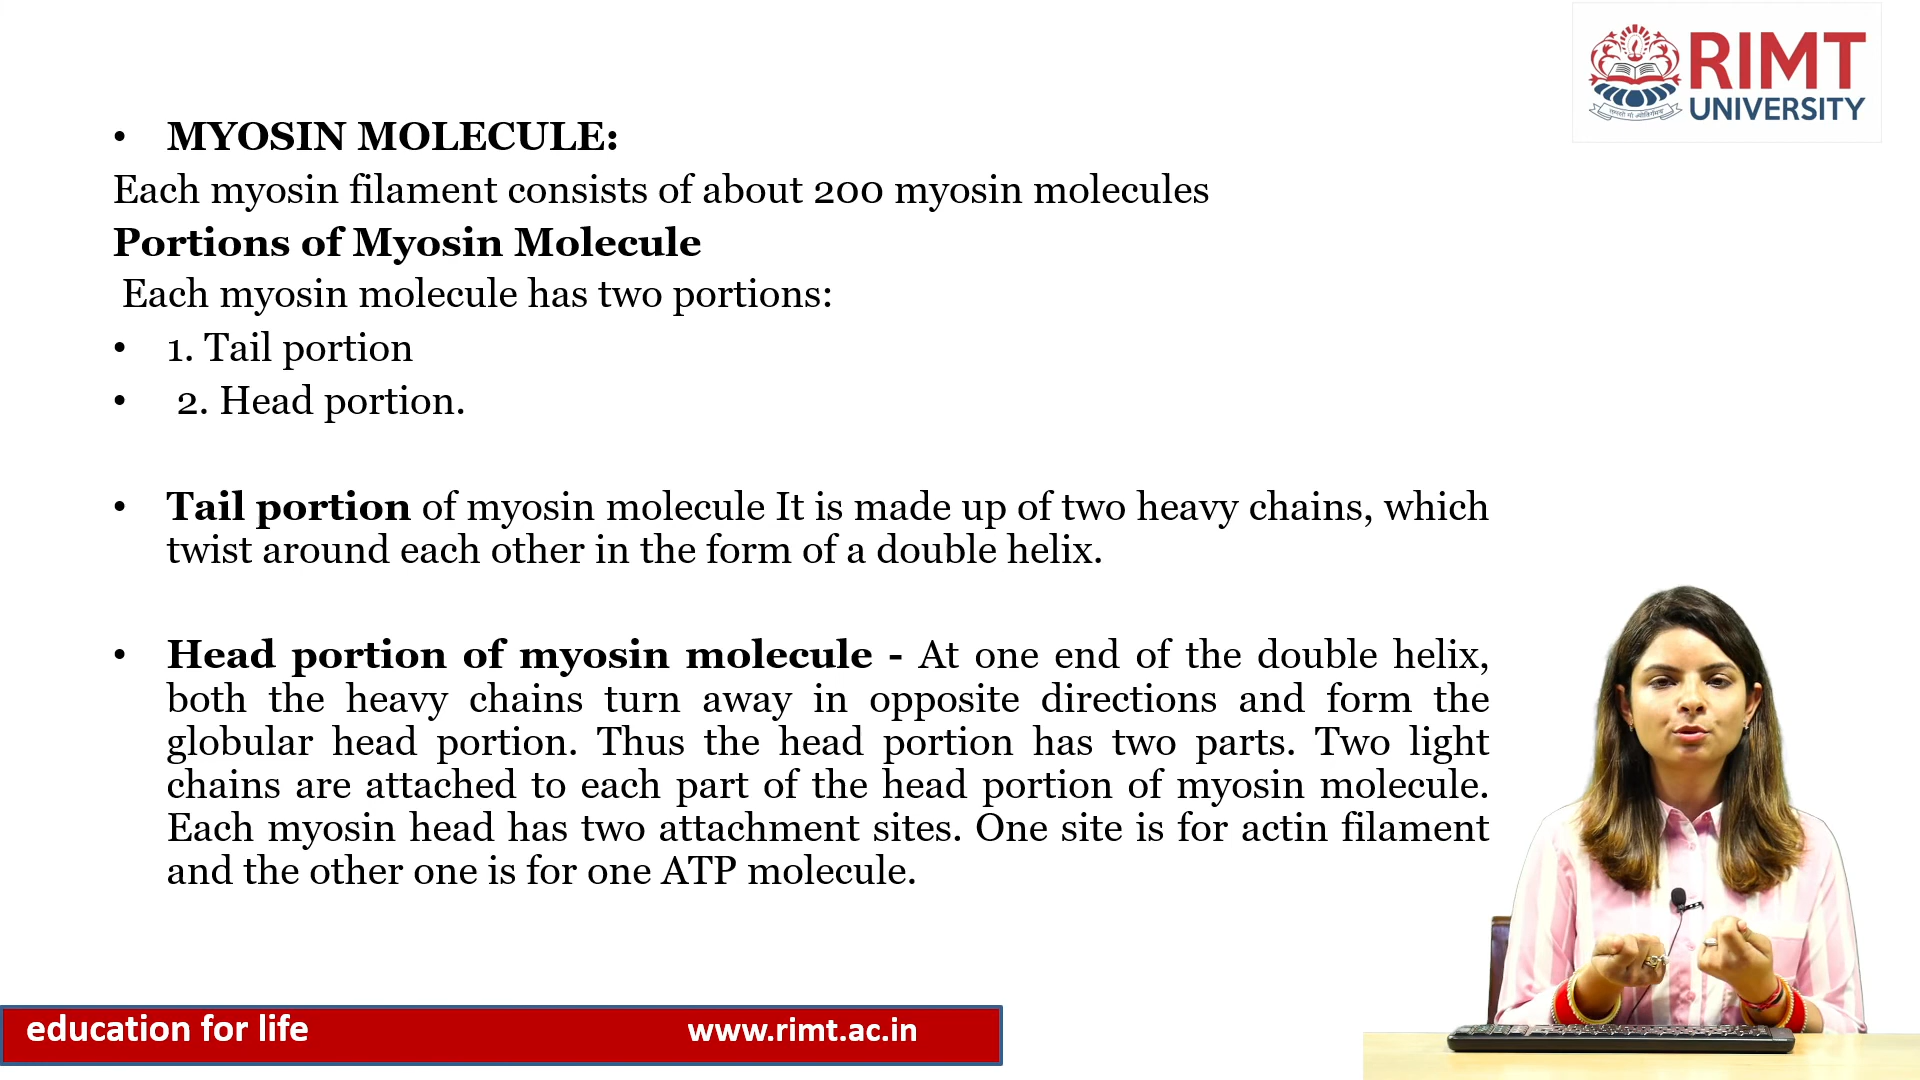 RIMT
UNIVERSITY
• MYOSIN MOLECULE:
Each myosin filament consists of about 200 myosin molecules
Portions of Myosin Molecule
Each myosin molecule has two portions:
• 1. Tail portion
• 2. Head portion.
• Tail portion of myosin molecule It is made up of two heavy chains, which
twist around each other in the form of a double helix.
• Head portion of myosin molecule - At one end of the double helix,
both the heavy chains turn away in opposite directions and form the
globular head portion. Thus the head portion has two parts. Two light
chains are attached to each part of the head portion of myosin molecule.
Each myosin head has two attachment sites. One site is for actin filament
and the other one is for one ATP molecule.
education for life www.rimt.ac.in